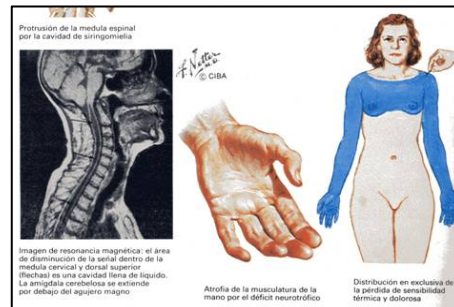 Protrusión de la medula espinal
por la cavidad de siringomielia
F. Netter
M.D.
© CIBA
Imagen de resonancia magnética: el área
de disminución de la señal dentro de la
medula cervical y dorsal superior
(flechas) es una cavidad llena de líquido.
La amígdala cerebelosa se extiende
por debajo del agujero magno
Atrofia de la musculatura de la
mano por el déficit neurotrófico
Distribución en exclusiva de
la pérdida de sensibilidad
térmica y dolorosa